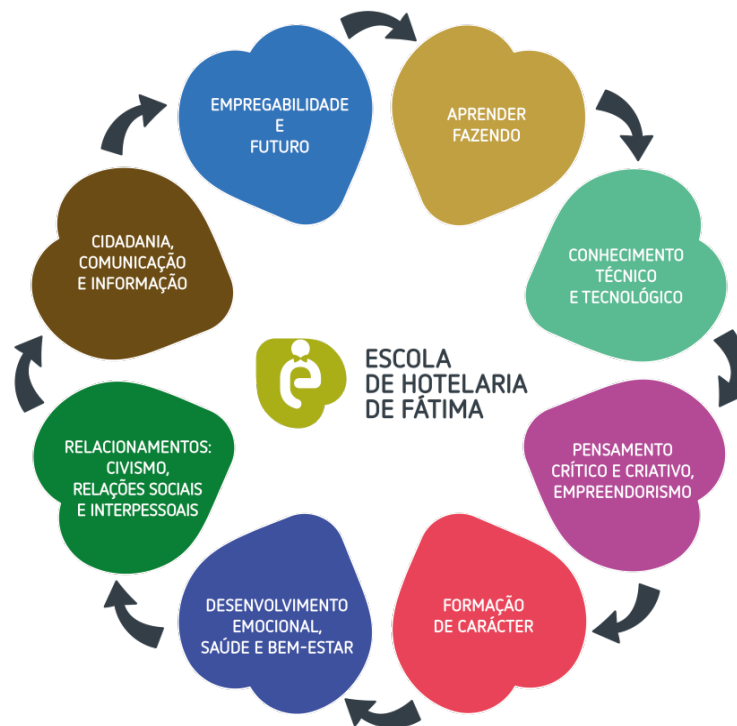 EMPREGABILIDADE
E
FUTURO
APRENDER
FAZENDO
CONHECIMENTO
TÉCNICO
E TECNOLÓGICO
PENSAMENTO
CRÍTICO E CRIATIVO,
EMPREENDORISMO
FORMAÇÃO
DE CARÁCTER
DESENVOLVIMENTO
EMOCIONAL,
SAÚDE E BEM-ESTAR
RELACIONAMENTOS:
CIVISMO,
RELAÇÕES SOCIAIS
E INTERPESSOAIS
CIDADANIA,
COMUNICAÇÃO
E INFORMAÇÃO
ESCOLA
DE HOTELARIA
DE FÁTIMA